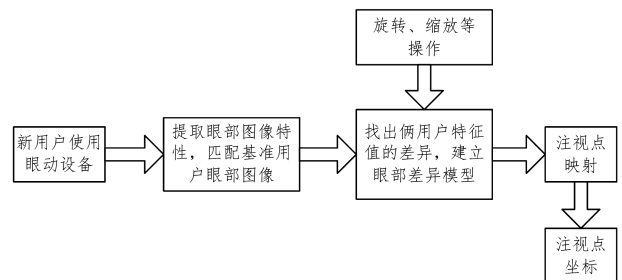 旋转、缩放等
操作
新用户使用
眼动设备
提取眼部图像特
性，匹配基准用
户眼部图像
找出俩用户特征
值的差异，建立
眼部差异模型
注视点
映射
注视点
坐标